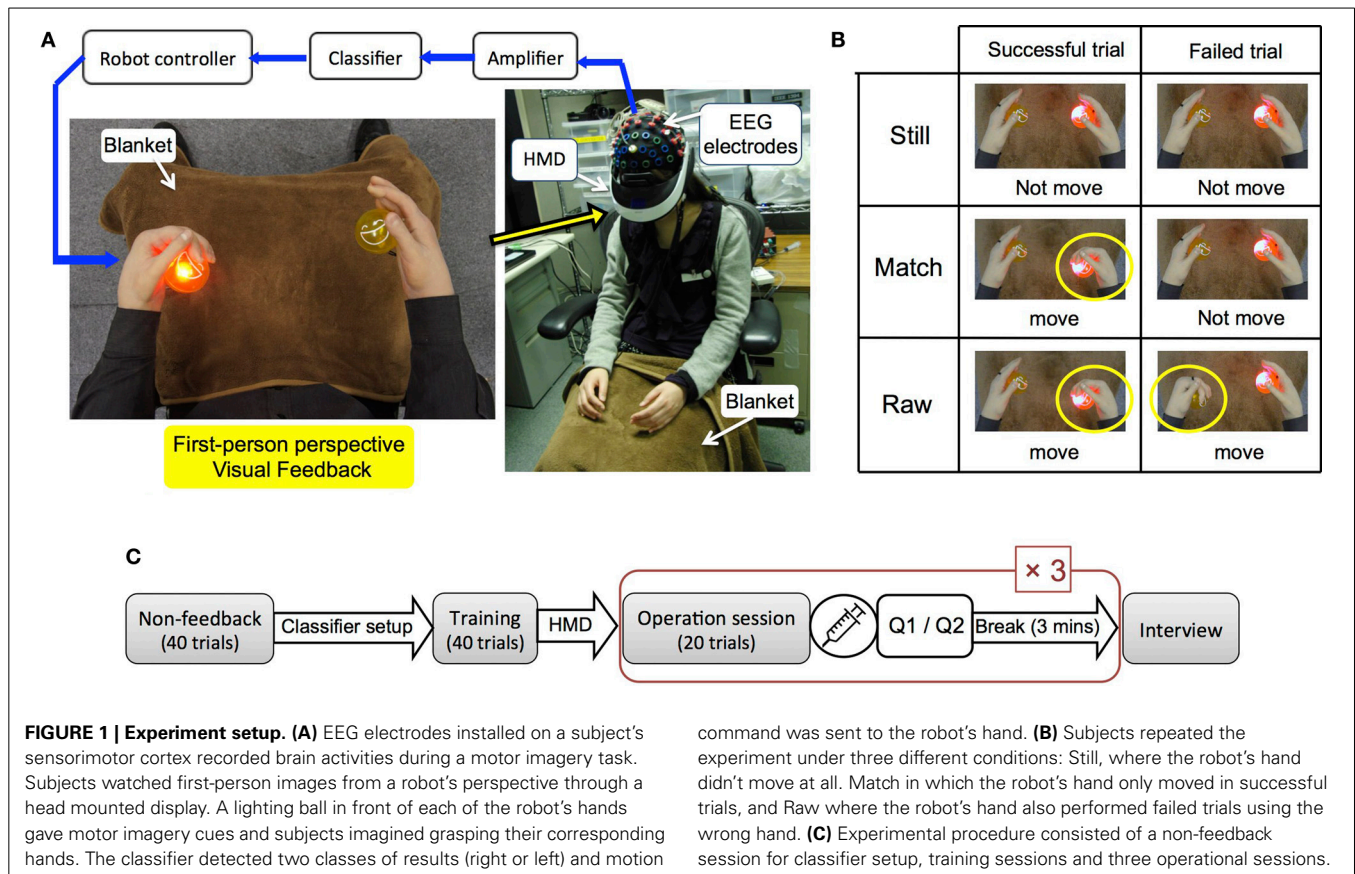 A
Robot controller
Classifier
Amplifier
Blanket
HMD
EEG
electrodes
Blanket
First-person perspective
Visual Feedback
B
Successful trial
Failed trial
Still
Not move
Not move
Match
move
Not move
Raw
move
move
C
× 3
Non-feedback
(40 trials)
Classifier setup
Training
(40 trials)
HMD
Operation session
(20 trials)
Q1 / Q2
Break (3 mins)
Interview
FIGURE 1 | Experiment setup. (A) EEG electrodes installed on a subject's
sensorimotor cortex recorded brain activities during a motor imagery task.
Subjects watched first-person images from a robot's perspective through a
head mounted display. A lighting ball in front of each of the robot's hands
gave motor imagery cues and subjects imagined grasping their corresponding
hands. The classifier detected two classes of results (right or left) and motion
command was sent to the robot's hand. (B) Subjects repeated the
experiment under three different conditions: Still, where the robot's hand
didn't move at all. Match in which the robot's hand only moved in successful
trials, and Raw where the robot's hand also performed failed trials using the
wrong hand. (C) Experimental procedure consisted of a non-feedback
session for classifier setup, training sessions and three operational sessions.